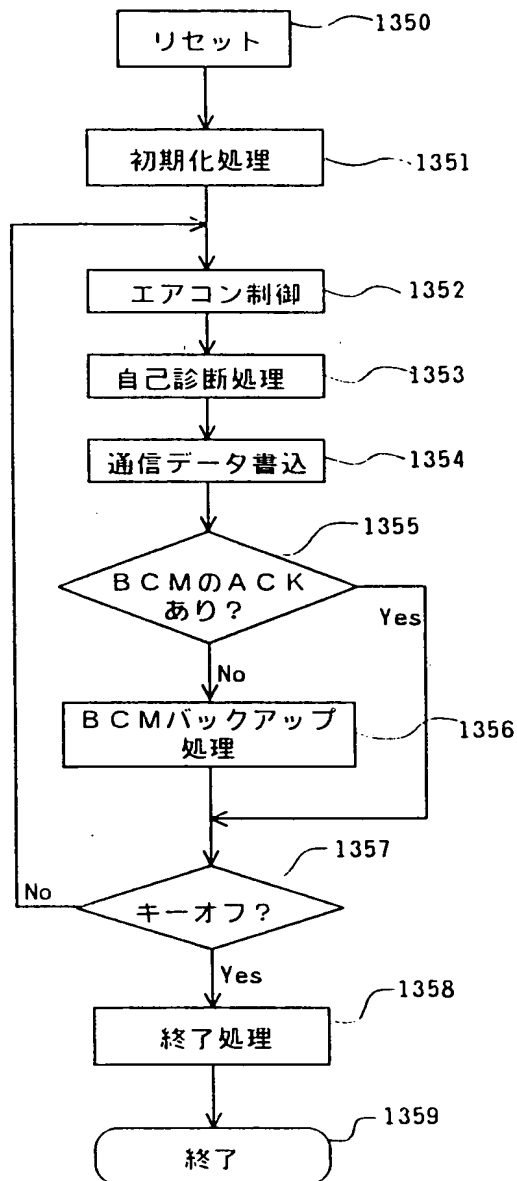 リセット
1350
初期化処理
1351
エアコン制御
1352
自己診断処理
1353
通信データ書込
1354
1355
BCMのACK
あり?
Yes
No
BCMバックアップ
処理
1356
1357
No
キーオフ?
Yes
1358
終了処理
1359
終了